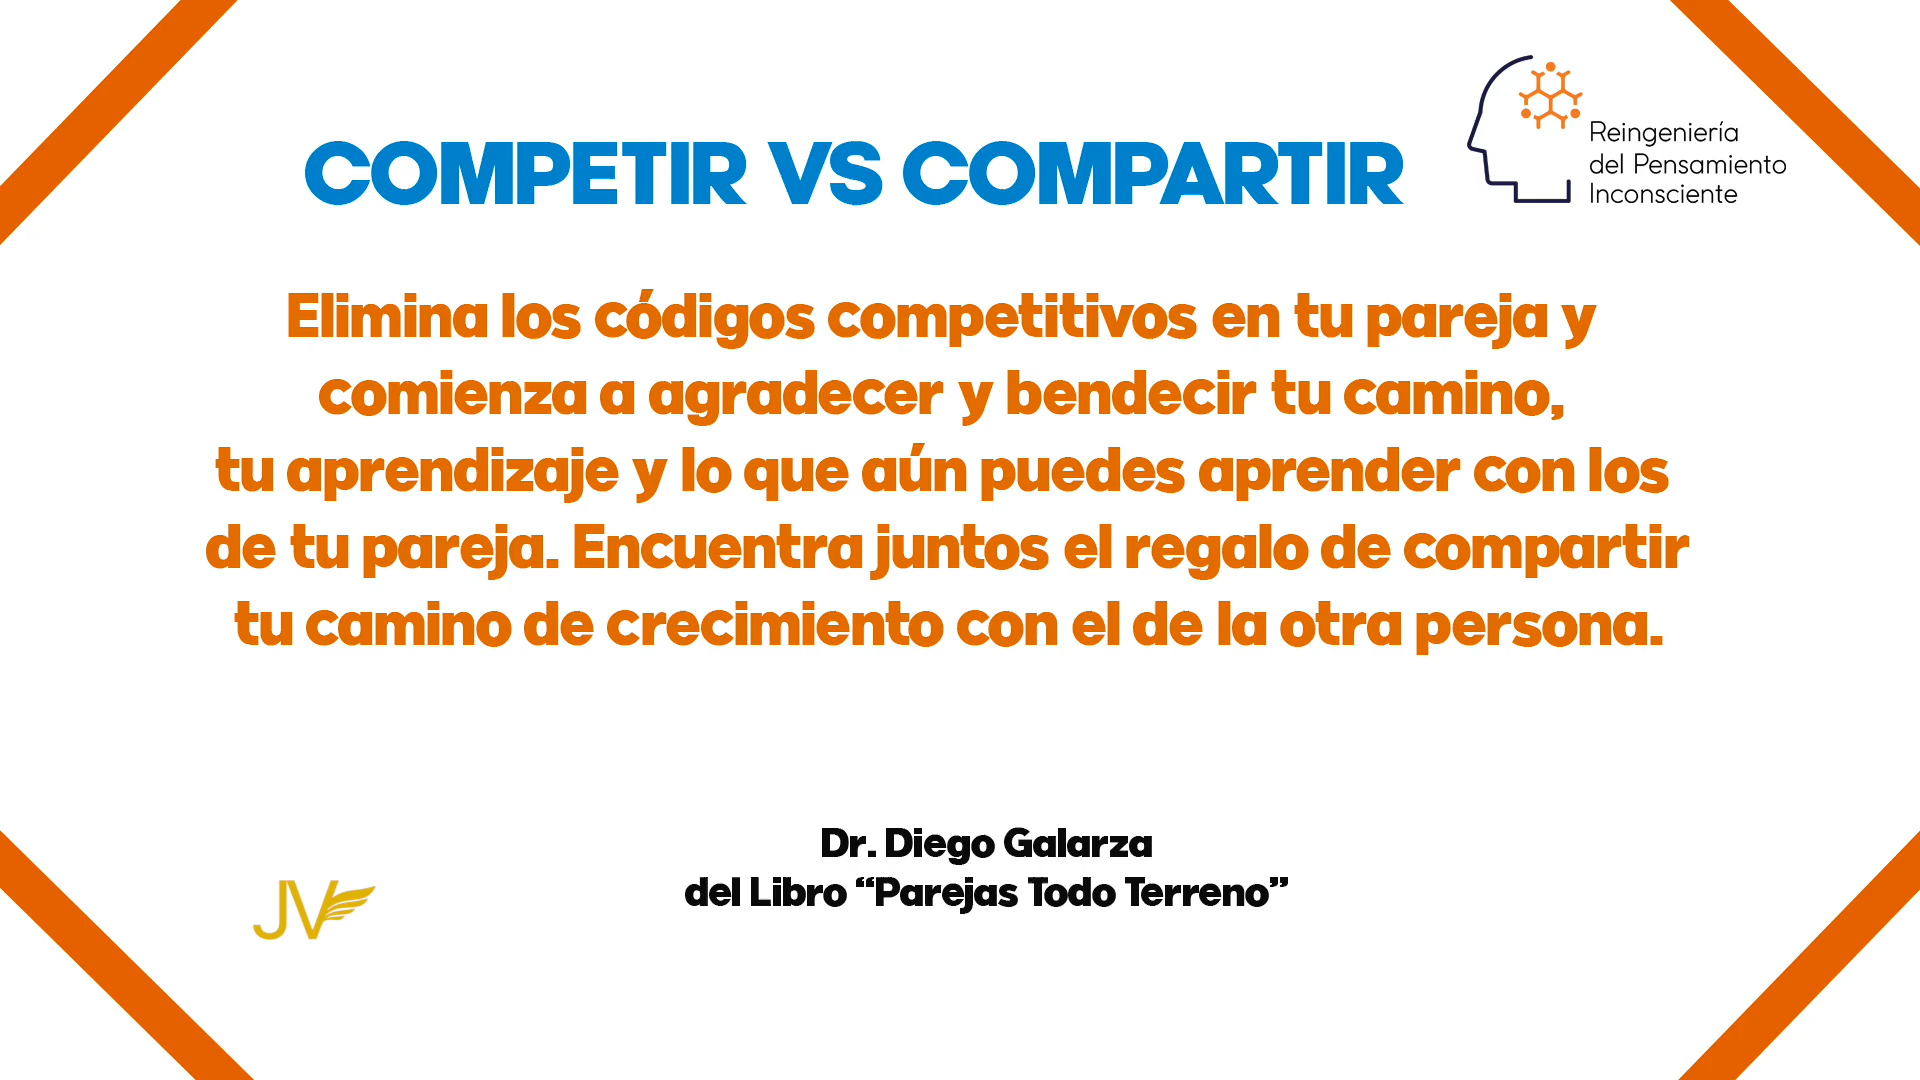 COMPETIR VS COMPARTIR
Reingeniería
del Pensamiento
Inconsciente
Elimina los códigos competitivos en tu pareja y
comienza a agradecer y bendecir tu camino,
tu aprendizaje y lo que aún puedes aprender con los
de tu pareja. Encuentra juntos el regalo de compartir
tu camino de crecimiento con el de la otra persona.
Dr. Diego Galarza
del Libro “Parejas Todo Terreno”
JV